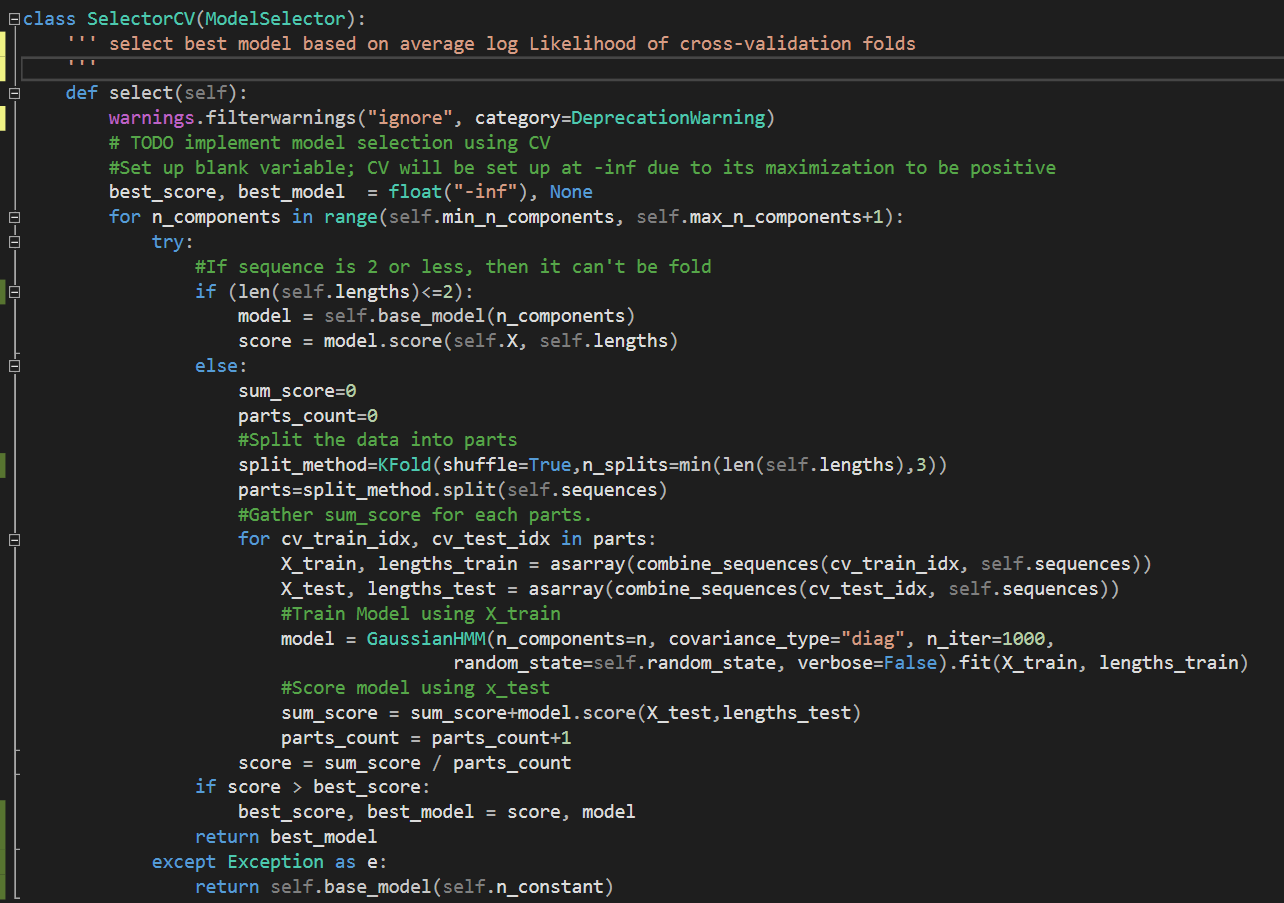 class SelectorCV(ModelSelector):
    ''' select best model based on average log Likelihood of cross-validation folds
    '''
    def select(self):
        warnings.filterwarnings("ignore", category=DeprecationWarning)
        # TODO implement model selection using CV
        #Set up blank variable; CV will be set up at -inf due to its maximization to be positive
        best_score, best_model  = float("-inf"), None
        for n_components in range(self.min_n_components, self.max_n_components+1):
            try:
                #If sequence is 2 or less, then it can't be fold
                if (len(self.lengths)<=2):
                    model = self.base_model(n_components)
                    score = model.score(self.X, self.lengths)
                else:
                    sum_score=0
                    parts_count=0
                    #Split the data into parts
                    split_method=KFold(shuffle=True,n_splits=min(len(self.lengths),3))
                    parts=split_method.split(self.sequences)
                    #Gather sum_score for each parts.
                    for cv_train_idx, cv_test_idx in parts:
                        X_train, lengths_train = asarray(combine_sequences(cv_train_idx, self.sequences))
                        X_test, lengths_test = asarray(combine_sequences(cv_test_idx, self.sequences))
                        #Train Model using X_train
                        model = GaussianHMM(n_components=n, covariance_type="diag", n_iter=1000,
                                        random_state=self.random_state, verbose=False).fit(X_train, lengths_train)
                        #Score model using x_test
                        sum_score = sum_score+model.score(X_test,lengths_test)
                        parts_count = parts_count+1
                    score = sum_score / parts_count
                if score > best_score:
                    best_score, best_model = score, model
                return best_model
            except Exception as e:
                return self.base_model(self.n_constant)